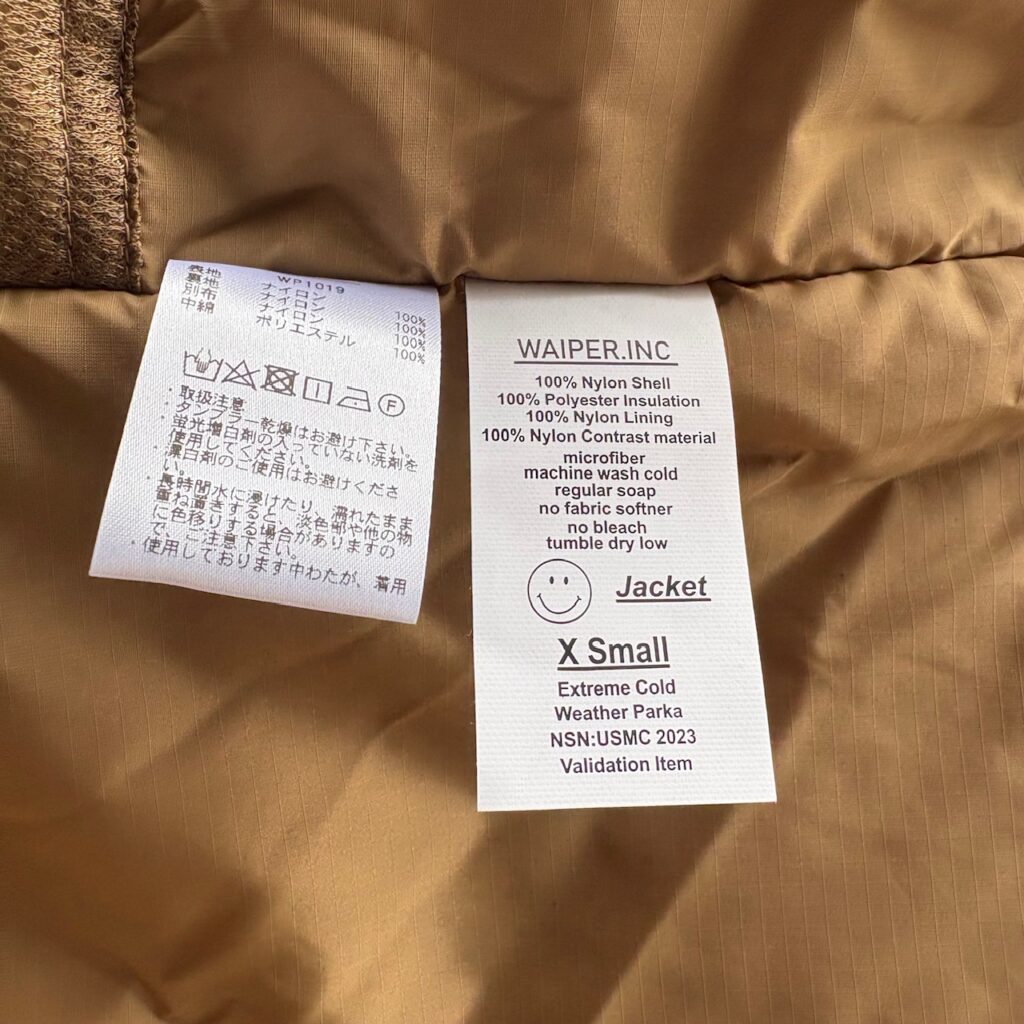 WP1019
表地 ナイロン 100%
裏地 ナイロン 100%
別布 ナイロン 100%
中綿 ポリエステル 100%
F
・取扱注意
・タンブラー乾燥はお避け下さい。
・蛍光増白剤の入っていない洗剤を
使用してください。
・漂白剤のご使用はお避けくださ
い。
・長時間水に浸けたり、濡れたまま
重ね置きすると、淡色部や他の物
に色移りする場合がありますの
で、ご注意下さい。
・使用しております中わたが、着用
WAIPER.INC
100% Nylon Shell
100% Polyester Insulation
100% Nylon Lining
100% Nylon Contrast material
microfiber
machine wash cold
regular soap
no fabric softner
no bleach
tumble dry low
Jacket
X Small
Extreme Cold
Weather Parka
NSN:USMC 2023
Validation Item